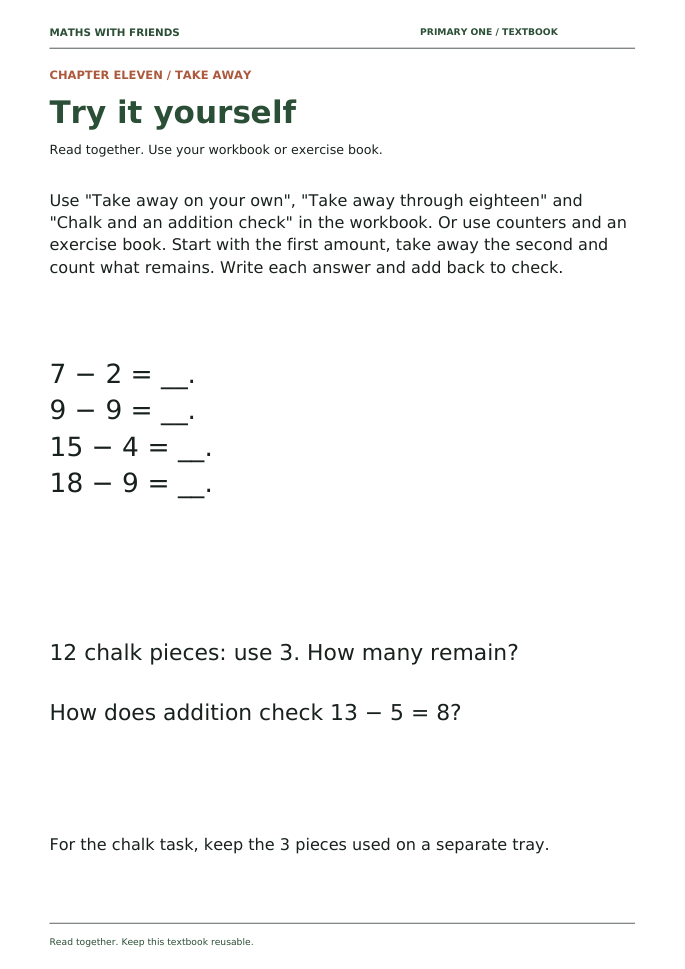 MATHS WITH FRIENDS
PRIMARY ONE / TEXTBOOK
CHAPTER ELEVEN / TAKE AWAY
Try it yourself
Read together. Use your workbook or exercise book.
Use "Take away on your own", "Take away through eighteen" and
"Chalk and an addition check" in the workbook. Or use counters and an
exercise book. Start with the first amount, take away the second and
count what remains. Write each answer and add back to check.
7 − 2 = __.
9 − 9 = __.
15 − 4 = __.
18 − 9 = __.
12 chalk pieces: use 3. How many remain?
How does addition check 13 − 5 = 8?
For the chalk task, keep the 3 pieces used on a separate tray.
Read together. Keep this textbook reusable.